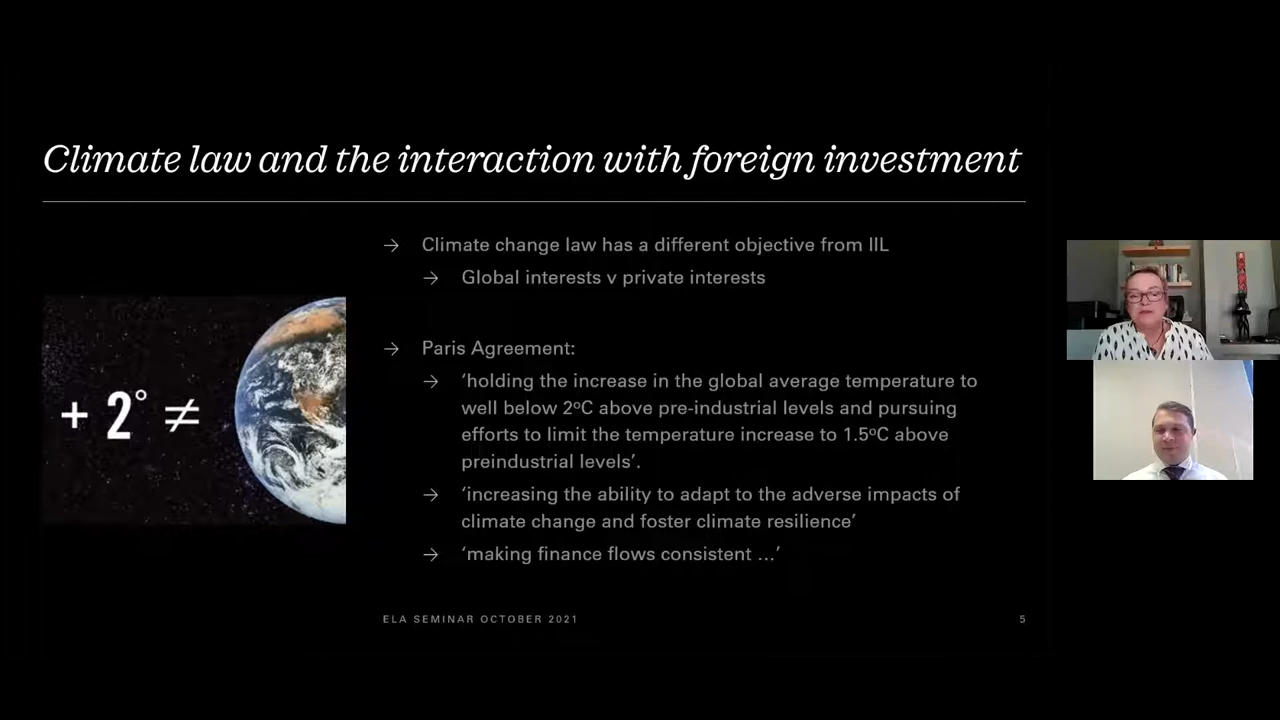 Climate law and the interaction with foreign investment
→ Climate change law has a different objective from IIL
→ Global interests v private interests
+ 2° ≠
→ Paris Agreement:
→ ‘holding the increase in the global average temperature to
well below 2ºC above pre-industrial levels and pursuing
efforts to limit the temperature increase to 1.5ºC above
preindustrial levels’.
→ ‘increasing the ability to adapt to the adverse impacts of
climate change and foster climate resilience’
→ ‘making finance flows consistent ...’
ELA SEMINAR OCTOBER 2021
5